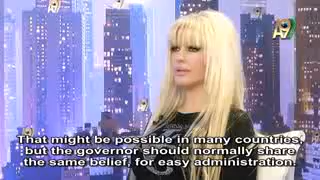 A9
That might be possible in many countries,
but the governor should normally share
the same belief, for easy administration.